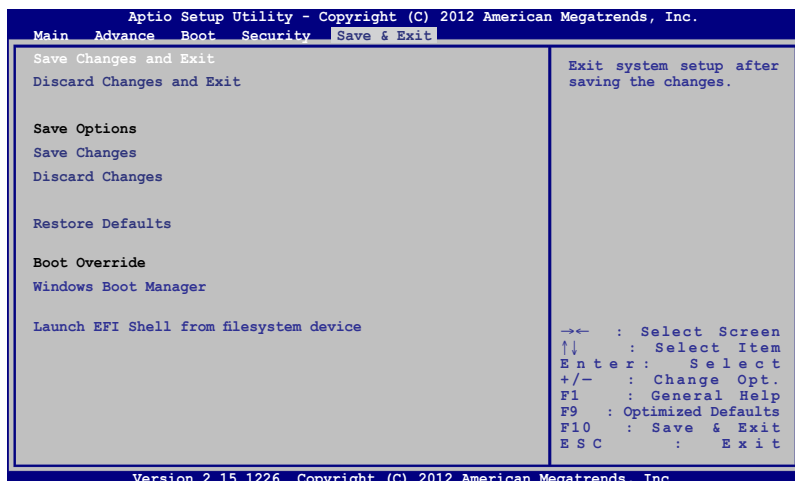 Aptio Setup Utility - Copyright (C) 2012 American Megatrends, Inc.
Main Advance Boot Security Save & Exit
Save Changes and Exit
Discard Changes and Exit
Save Options
Save Changes
Discard Changes
Restore Defaults
Boot Override
Windows Boot Manager
Launch EFI Shell from filesystem device
Exit system setup after
saving the changes.
→← : Select Screen
↑↓ : Select Item
Enter: Select
+/— : Change Opt.
F1 : General Help
F9 : Optimized Defaults
F10 : Save & Exit
ESC : Exit
Version 2.15.1226. Copyright (C) 2012 American Megatrends, Inc.